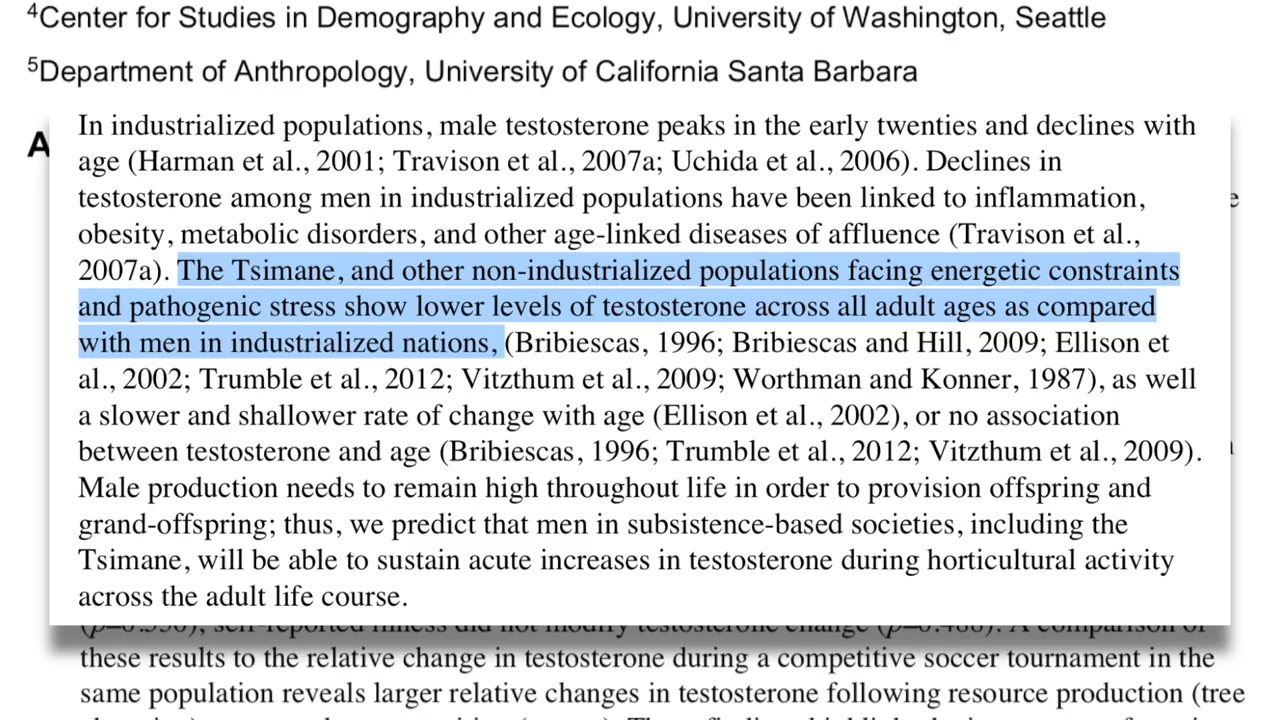 ⁴Center for Studies in Demography and Ecology, University of Washington, Seattle
⁵Department of Anthropology, University of California Santa Barbara
A
In industrialized populations, male testosterone peaks in the early twenties and declines with
age (Harman et al., 2001; Travison et al., 2007a; Uchida et al., 2006). Declines in
testosterone among men in industrialized populations have been linked to inflammation,
obesity, metabolic disorders, and other age-linked diseases of affluence (Travison et al.,
2007a). The Tsimane, and other non-industrialized populations facing energetic constraints
and pathogenic stress show lower levels of testosterone across all adult ages as compared
with men in industrialized nations, (Bribiescas, 1996; Bribiescas and Hill, 2009; Ellison et
al., 2002; Trumble et al., 2012; Vitzthum et al., 2009; Worthman and Konner, 1987), as well
a slower and shallower rate of change with age (Ellison et al., 2002), or no association
between testosterone and age (Bribiescas, 1996; Trumble et al., 2012; Vitzthum et al., 2009).
Male production needs to remain high throughout life in order to provision offspring and
grand-offspring; thus, we predict that men in subsistence-based societies, including the
Tsimane, will be able to sustain acute increases in testosterone during horticultural activity
across the adult life course.
self-reported illness did not modify testosterone change A comparison of
these results to the relative change in testosterone during a competitive soccer tournament in the
same population reveals larger relative changes in testosterone following resource production (tree